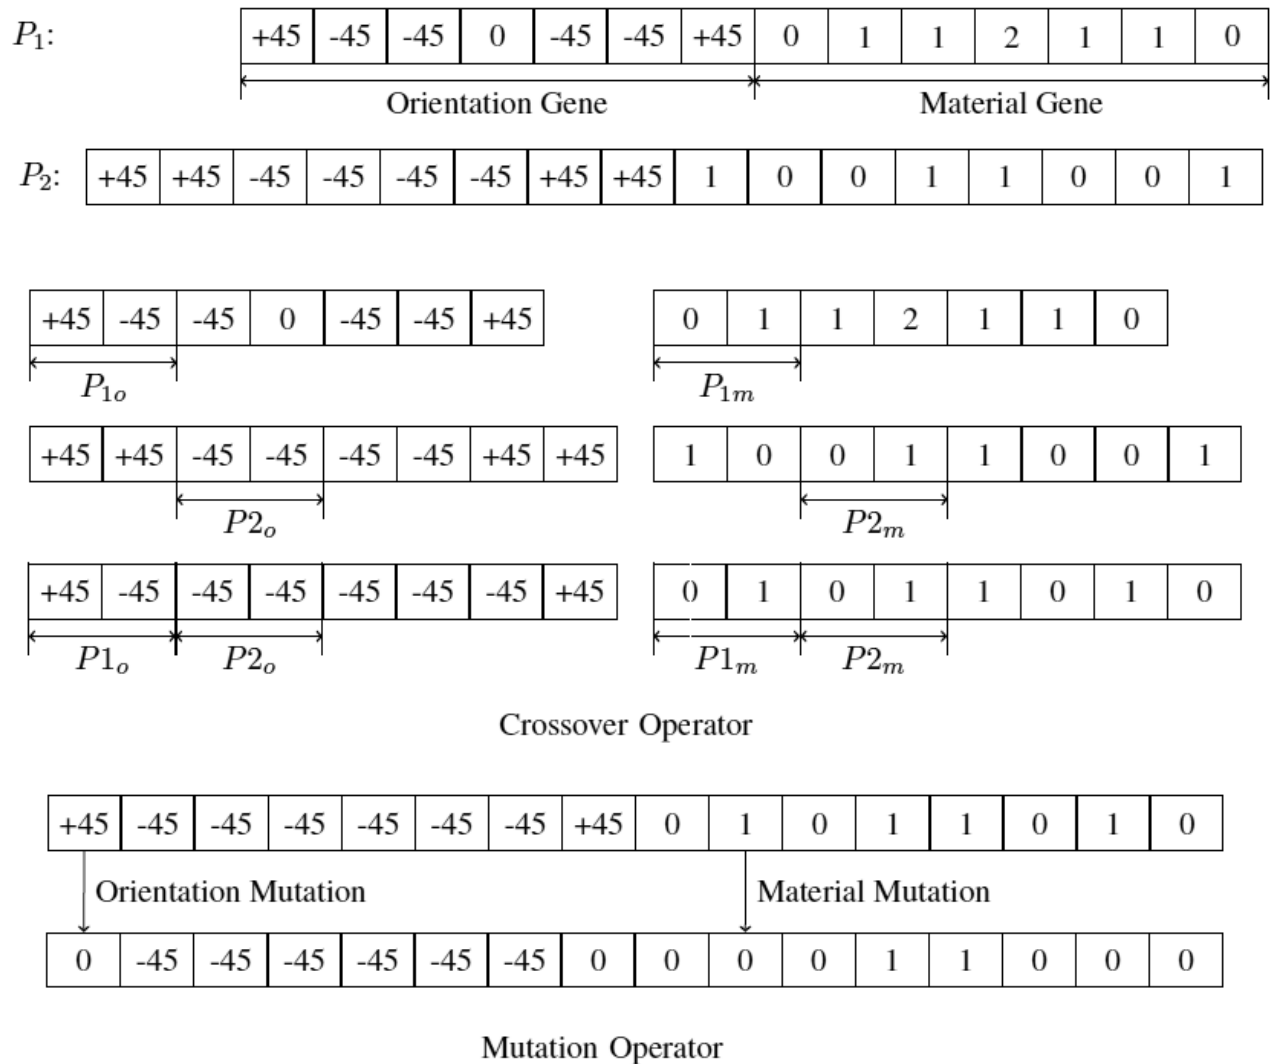 P1: +45 -45 -45 0 -45 -45 +45 0 1 1 2 1 1 0
Orientation Gene Material Gene
P2: +45 +45 -45 -45 -45 -45 +45 +45 1 0 0 1 1 0 0 1
+45 -45 -45 0 -45 -45 +45 0 1 1 2 1 1 0
P1o P1m
+45 +45 -45 -45 -45 -45 +45 +45 1 0 0 1 1 0 0 1
P2o P2m
+45 -45 -45 -45 -45 -45 -45 +45 0 1 0 1 1 0 1 0
P1o P2o P1m P2m
Crossover Operator
+45 -45 -45 -45 -45 -45 -45 +45 0 1 0 1 1 0 1 0
Orientation Mutation Material Mutation
0 -45 -45 -45 -45 -45 -45 0 0 0 0 1 1 0 0 0
Mutation Operator